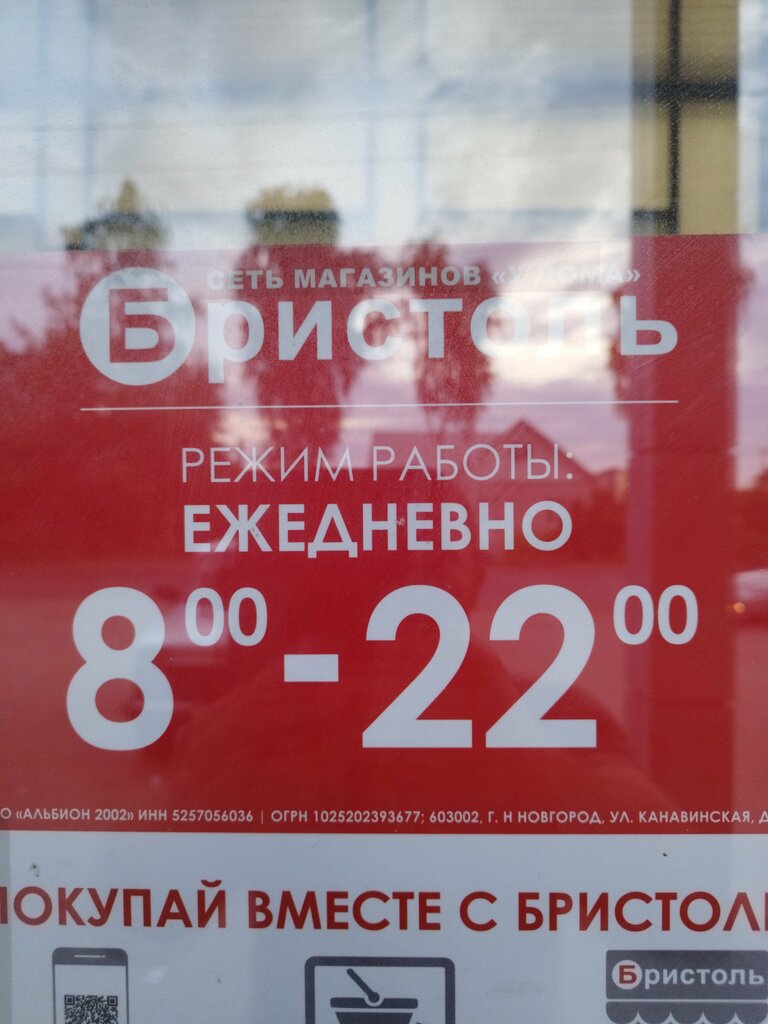 СЕТЬ МАГАЗИНОВ «У ДОМА»
Бристоль
РЕЖИМ РАБОТЫ:
ЕЖЕДНЕВНО
8⁰⁰-22⁰⁰
О «АЛЬБИОН 2002» ИНН 5257056036 | ОГРН 1025202393677; 603002, Г. Н НОВГОРОД, УЛ. КАНАВИНСКАЯ, Д
ПОКУПАЙ ВМЕСТЕ С БРИСТОЛЬ
Бристоль